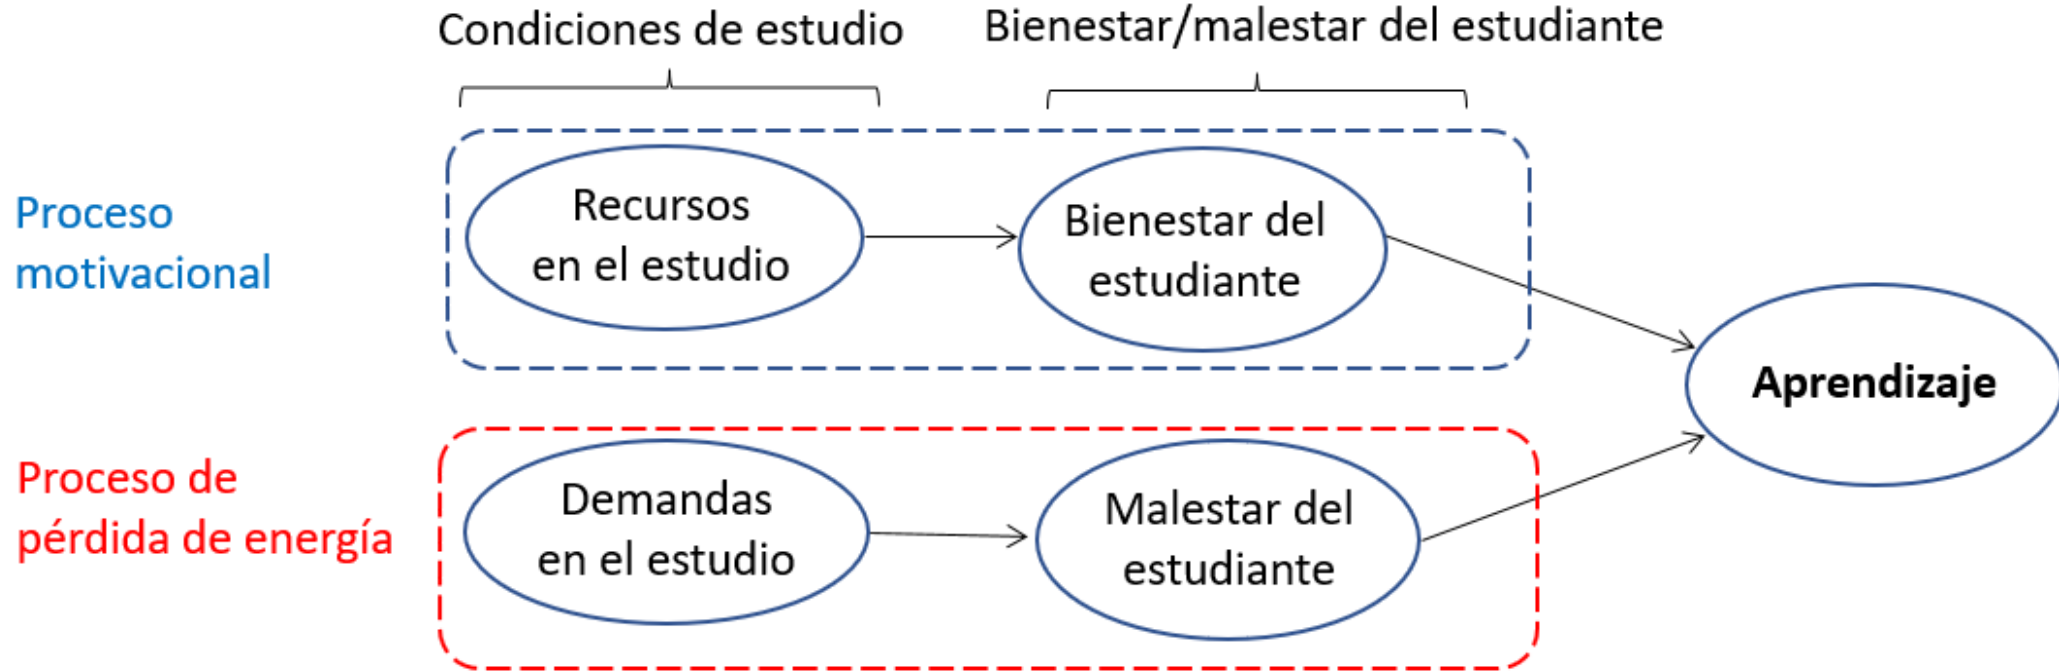 Condiciones de estudio
Bienestar/malestar del estudiante
Proceso
motivacional
Recursos
en el estudio
Bienestar del
estudiante
Aprendizaje
Proceso de
pérdida de energía
Demandas
en el estudio
Malestar del
estudiante